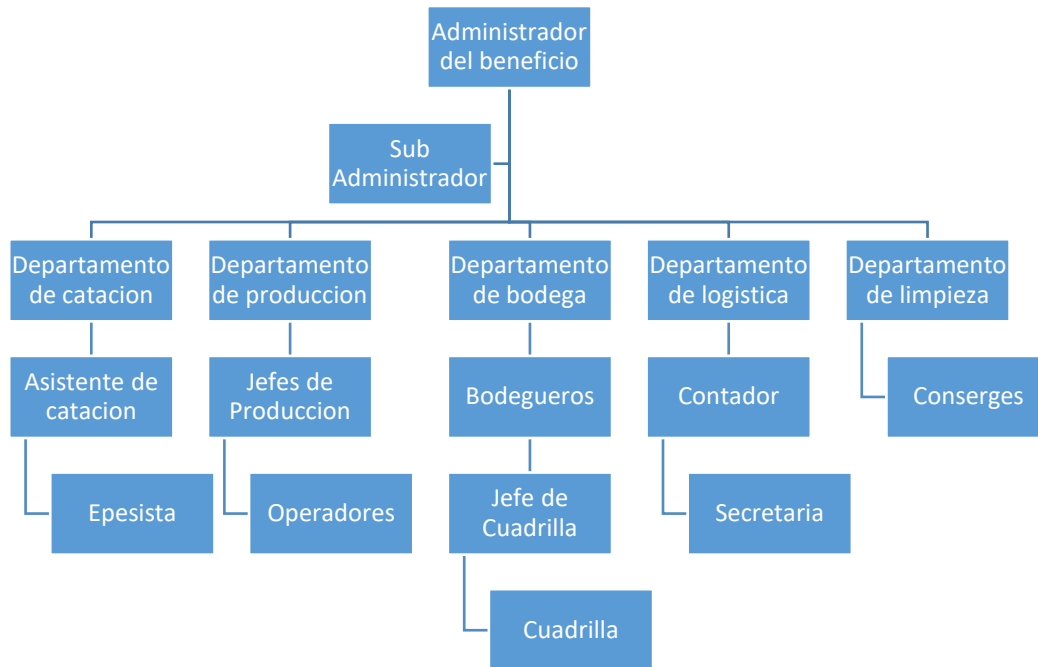 Administrador
del beneficio
Sub
Administrador
Departamento
de catacion
Departamento
de produccion
Departamento
de bodega
Departamento
de logistica
Departamento
de limpieza
Asistente de
catacion
Jefes de
Produccion
Bodegueros
Contador
Conserges
Epesista
Operadores
Jefe de
Cuadrilla
Secretaria
Cuadrilla